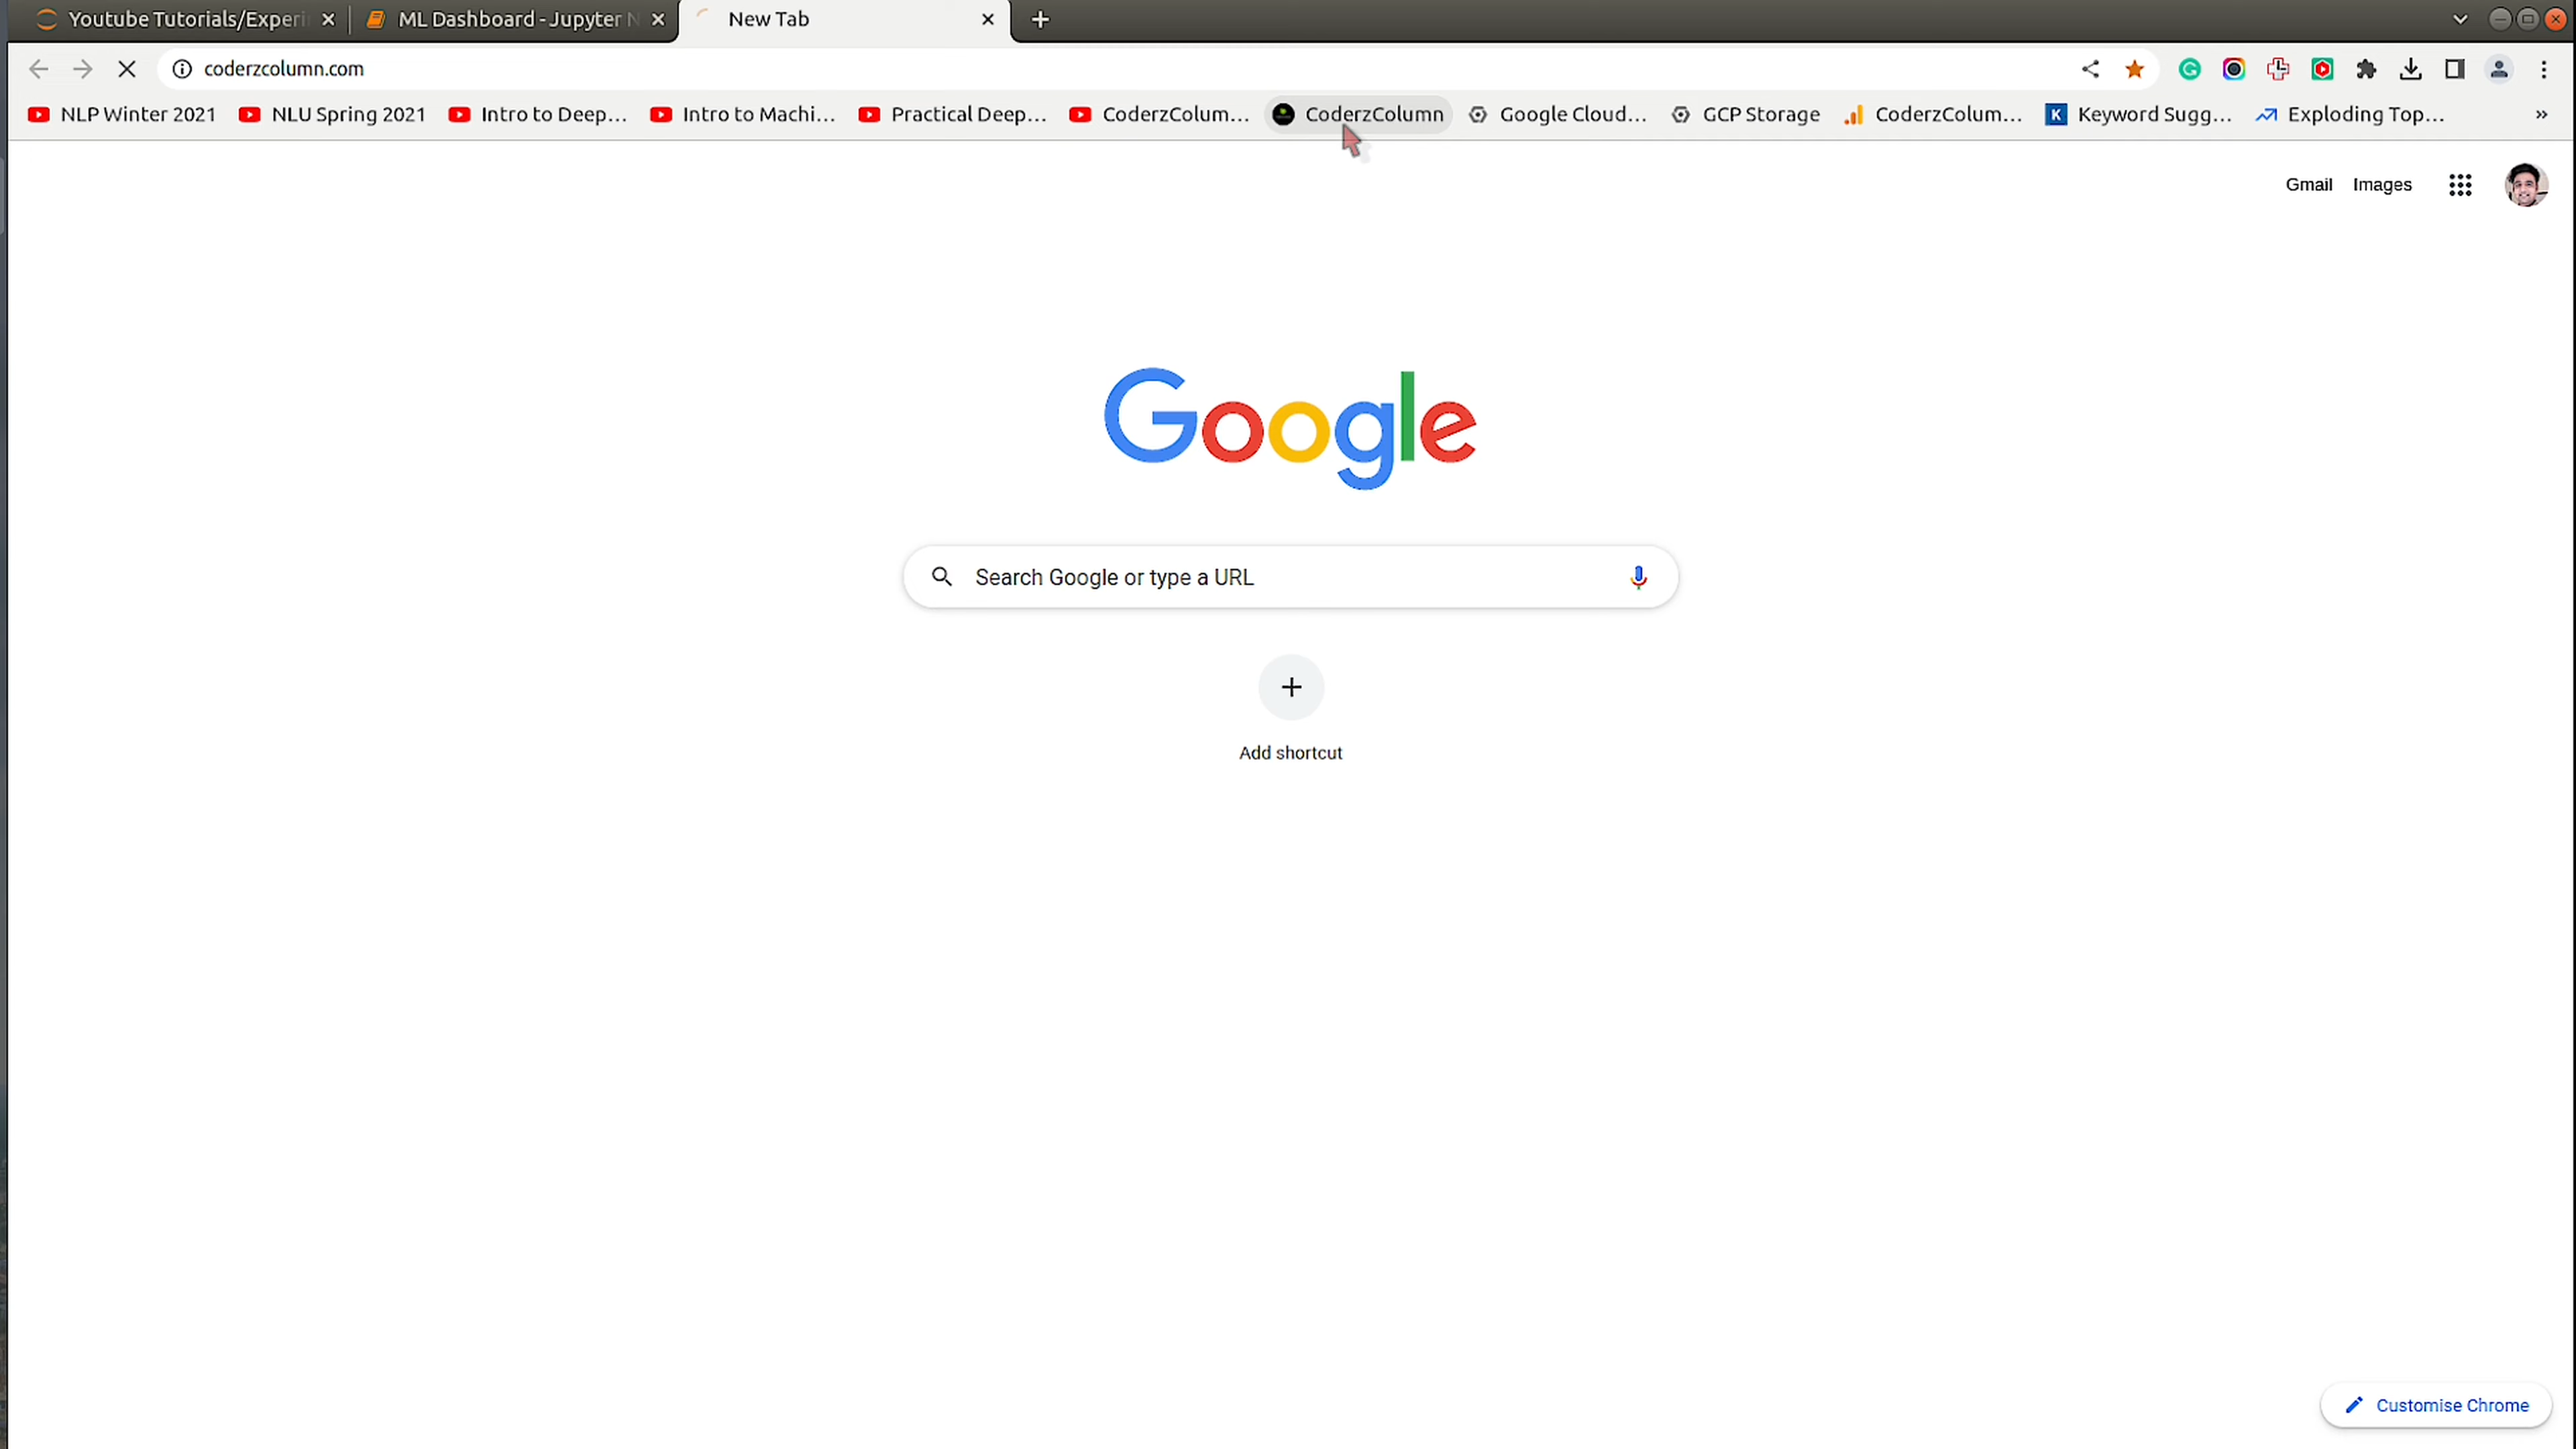 Youtube Tutorials/Experi ML Dashboard - Jupyter N New Tab
coderzcolumn.com
NLP Winter 2021 NLU Spring 2021 Intro to Deep... Intro to Machi... Practical Deep... CoderzColum... CoderzColumn Google Cloud... GCP Storage CoderzColum... K Keyword Sugg... Exploding Top... »
Gmail Images
Google
Search Google or type a URL
Add shortcut
Customise Chrome